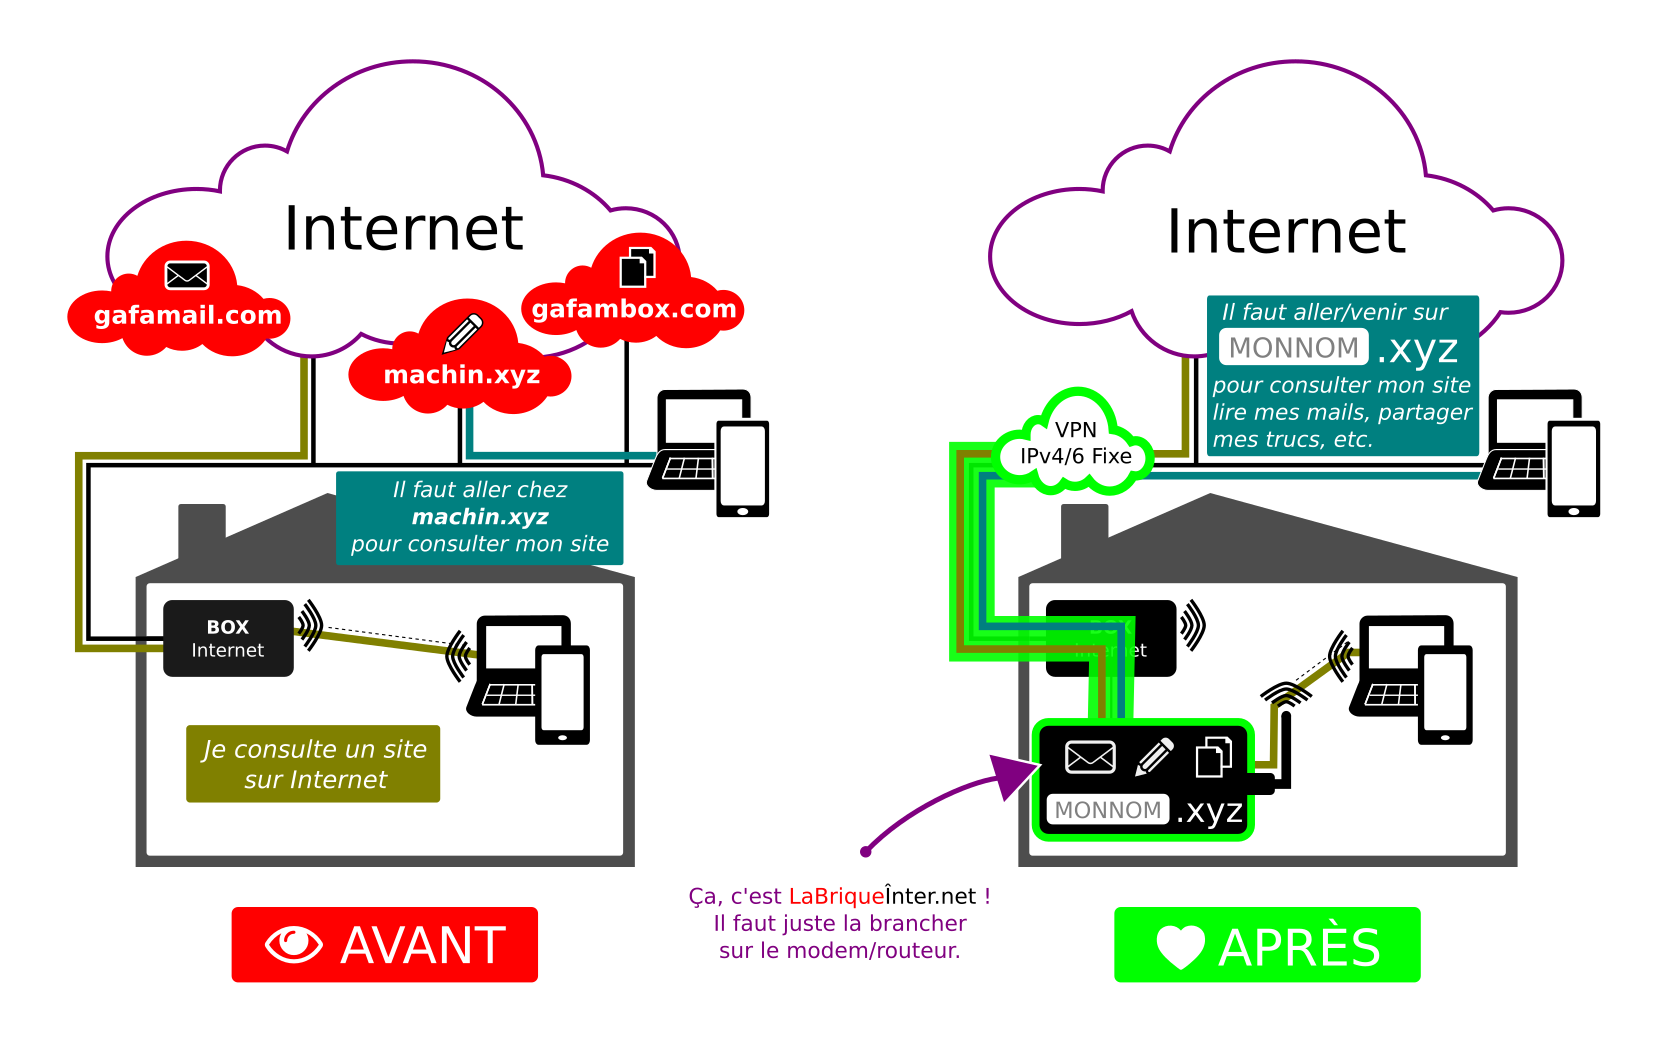 Internet
gafamail.com
gafambox.com
machin.xyz
Il faut aller chez
machin.xyz
pour consulter mon site
BOX
Internet
Je consulte un site
sur Internet
AVANT
Internet
Il faut aller/venir sur
MONNOM .xyz
pour consulter mon site
lire mes mails, partager
mes trucs, etc.
VPN
IPv4/6 Fixe
BOX
Internet
MONNOM .xyz
Ça, c'est LaBriqueÎnter.net !
Il faut juste la brancher
sur le modem/routeur.
APRÈS